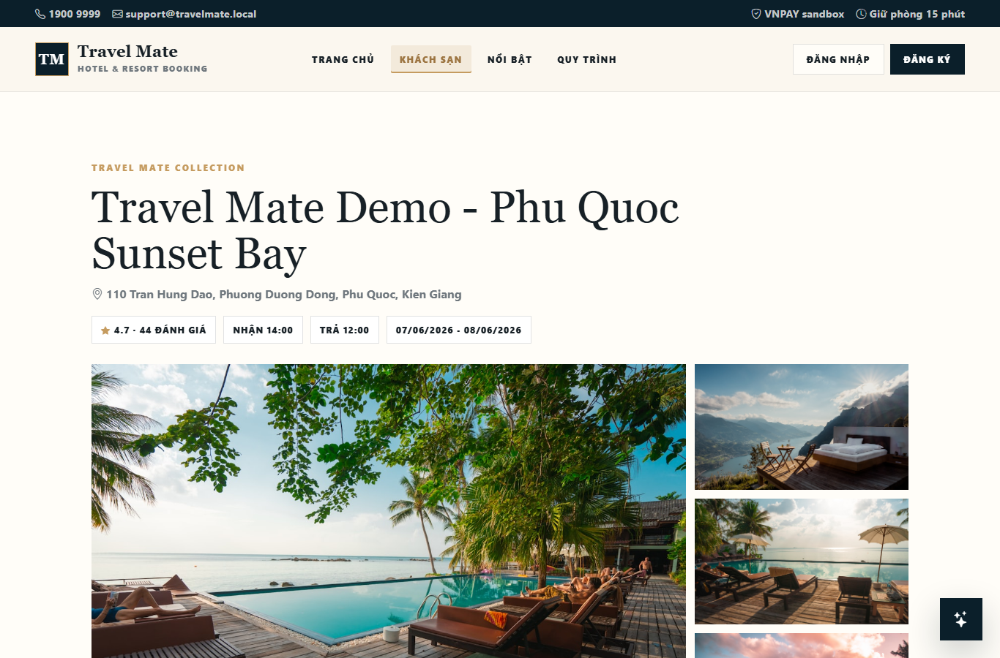 1900 9999 support@travelmate.local VNPAY sandbox Giữ phòng 15 phút
TM
Travel Mate
HOTEL & RESORT BOOKING
TRANG CHỦ KHÁCH SẠN NỔI BẬT QUY TRÌNH
ĐĂNG NHẬP ĐĂNG KÝ
TRAVEL MATE COLLECTION
Travel Mate Demo - Phu Quoc
Sunset Bay
110 Tran Hung Dao, Phuong Duong Dong, Phu Quoc, Kien Giang
4.7 · 44 ĐÁNH GIÁ NHẬN 14:00 TRẢ 12:00 07/06/2026 - 08/06/2026